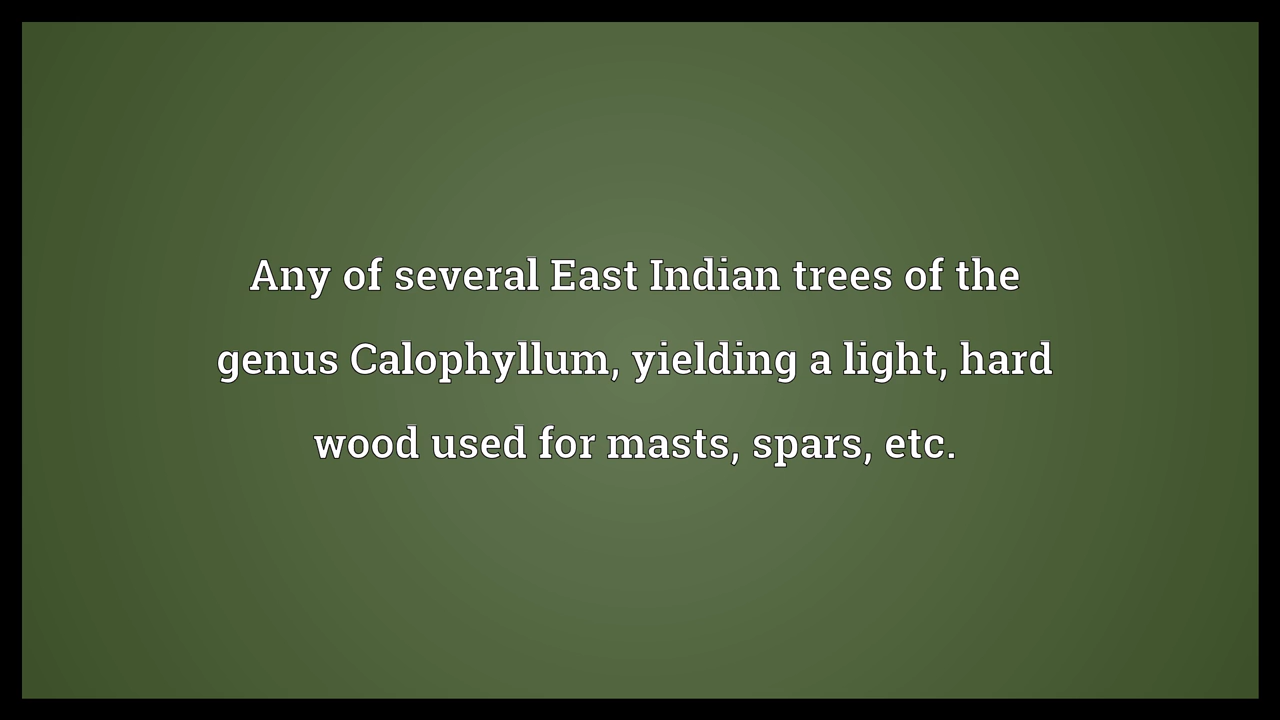 Any of several East Indian trees of the
genus Calophyllum, yielding a light, hard
wood used for masts, spars, etc.